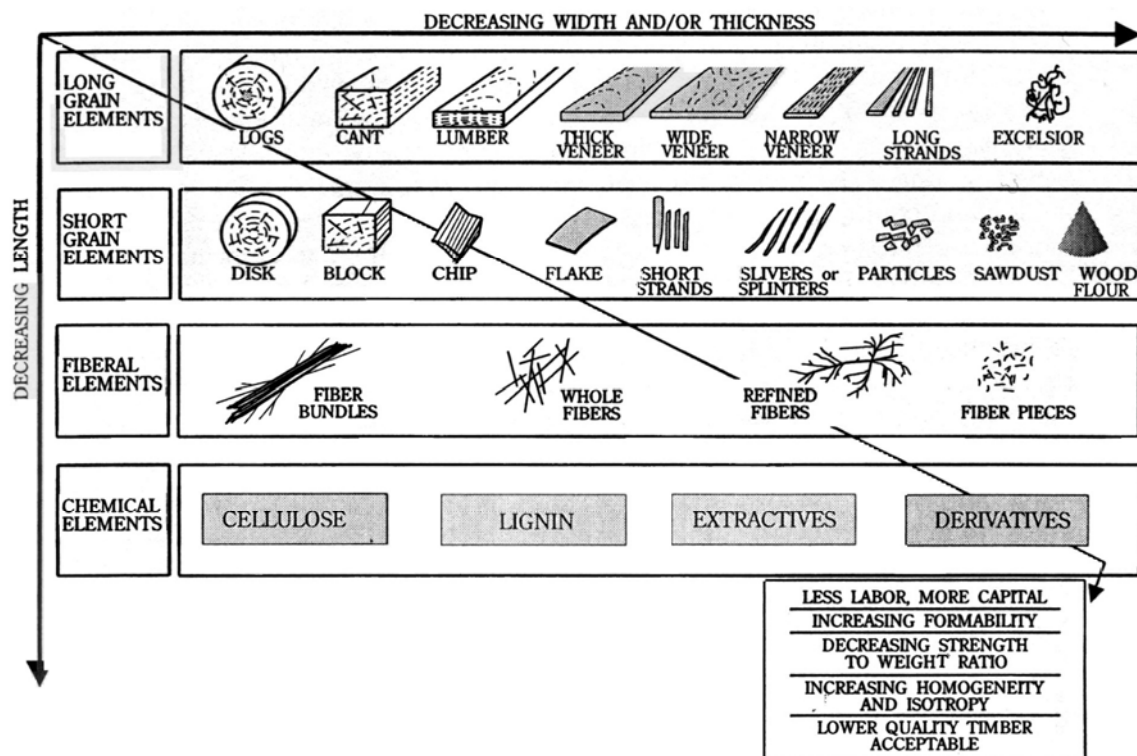 DECREASING WIDTH AND/OR THICKNESS
DECREASING LENGTH
LONG
GRAIN
ELEMENTS
LOGS
CANT
LUMBER
THICK
VENEER
WIDE
VENEER
NARROW
VENEER
LONG
STRANDS
EXCELSIOR
SHORT
GRAIN
ELEMENTS
DISK
BLOCK
CHIP
FLAKE
SHORT
STRANDS
SLIVERS or
SPLINTERS
PARTICLES
SAWDUST
WOOD
FLOUR
FIBERAL
ELEMENTS
FIBER
BUNDLES
WHOLE
FIBERS
REFINED
FIBERS
FIBER PIECES
CHEMICAL
ELEMENTS
CELLULOSE
LIGNIN
EXTRACTIVES
DERIVATIVES
LESS LABOR, MORE CAPITAL
INCREASING FORMABILITY
DECREASING STRENGTH
TO WEIGHT RATIO
INCREASING HOMOGENEITY
AND ISOTROPY
LOWER QUALITY TIMBER
ACCEPTABLE